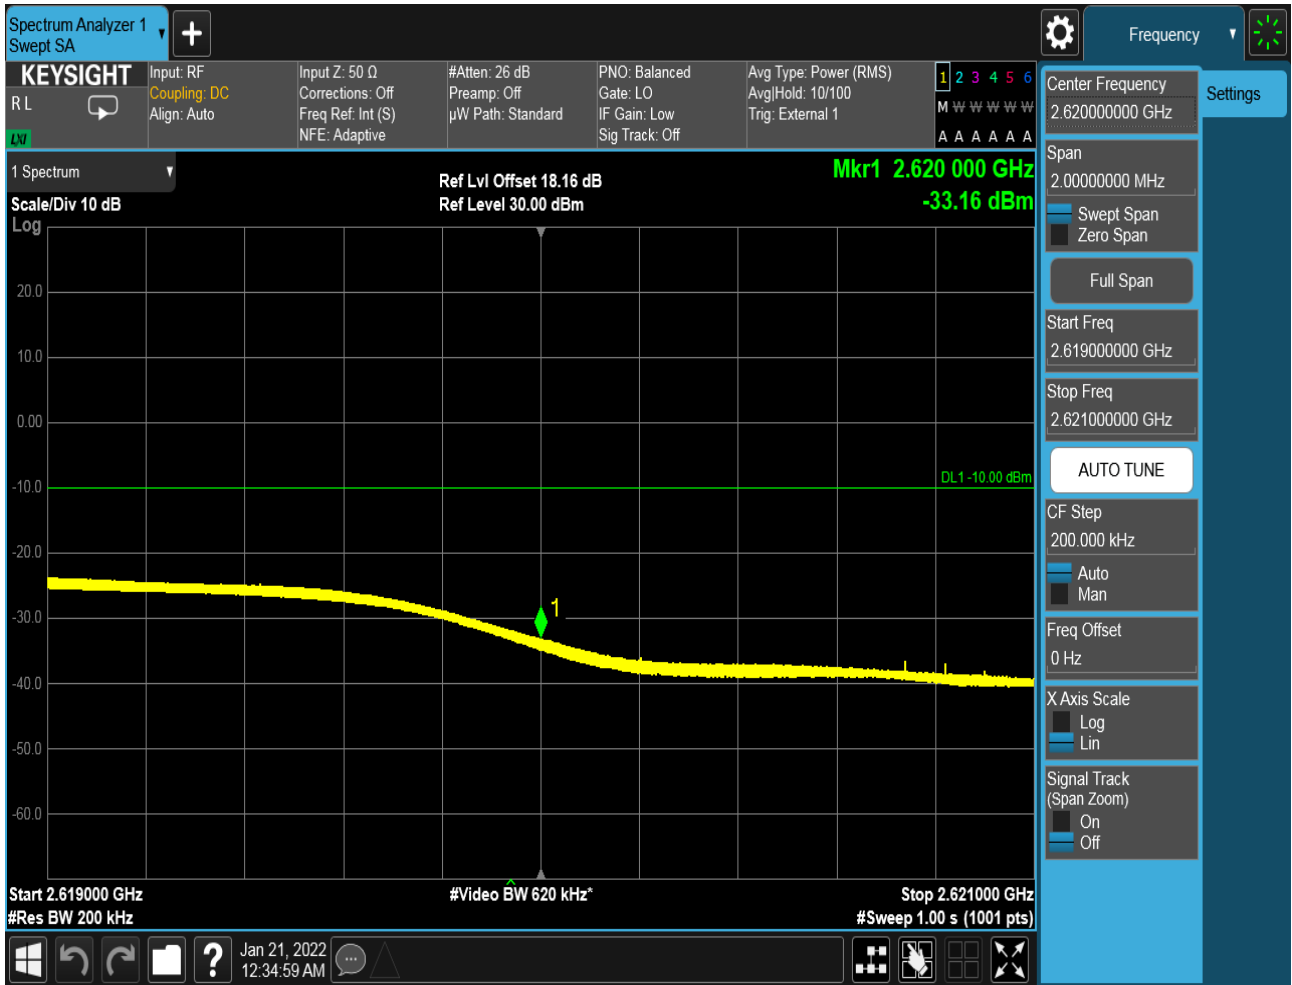 Spectrum Analyzer 1
Swept SA
Frequency
KEYSIGHT
R L
LXI
Input: RF
Coupling: DC
Align: Auto
Input Z: 50 Ω
Corrections: Off
Freq Ref: Int (S)
NFE: Adaptive
#Atten: 26 dB
Preamp: Off
µW Path: Standard
PNO: Balanced
Gate: LO
IF Gain: Low
Sig Track: Off
Avg Type: Power (RMS)
Avg|Hold: 10/100
Trig: External 1
1 2 3 4 5 6
M W W W W W
A A A A A A
1 Spectrum
Scale/Div 10 dB
Log
Ref Lvl Offset 18.16 dB
Ref Level 30.00 dBm
Mkr1 2.620 000 GHz
-33.16 dBm
20.0
10.0
0.00
-10.0
-20.0
-30.0
-40.0
-50.0
-60.0
DL1 -10.00 dBm
1
Start 2.619000 GHz
#Res BW 200 kHz
#Video BW 620 kHz*
Stop 2.621000 GHz
#Sweep 1.00 s (1001 pts)
Jan 21, 2022
12:34:59 AM
?
Center Frequency
2.620000000 GHz
Settings
Span
2.00000000 MHz
Swept Span
Zero Span
Full Span
Start Freq
2.619000000 GHz
Stop Freq
2.621000000 GHz
AUTO TUNE
CF Step
200.000 kHz
Auto
Man
Freq Offset
0 Hz
X Axis Scale
Log
Lin
Signal Track
(Span Zoom)
On
Off